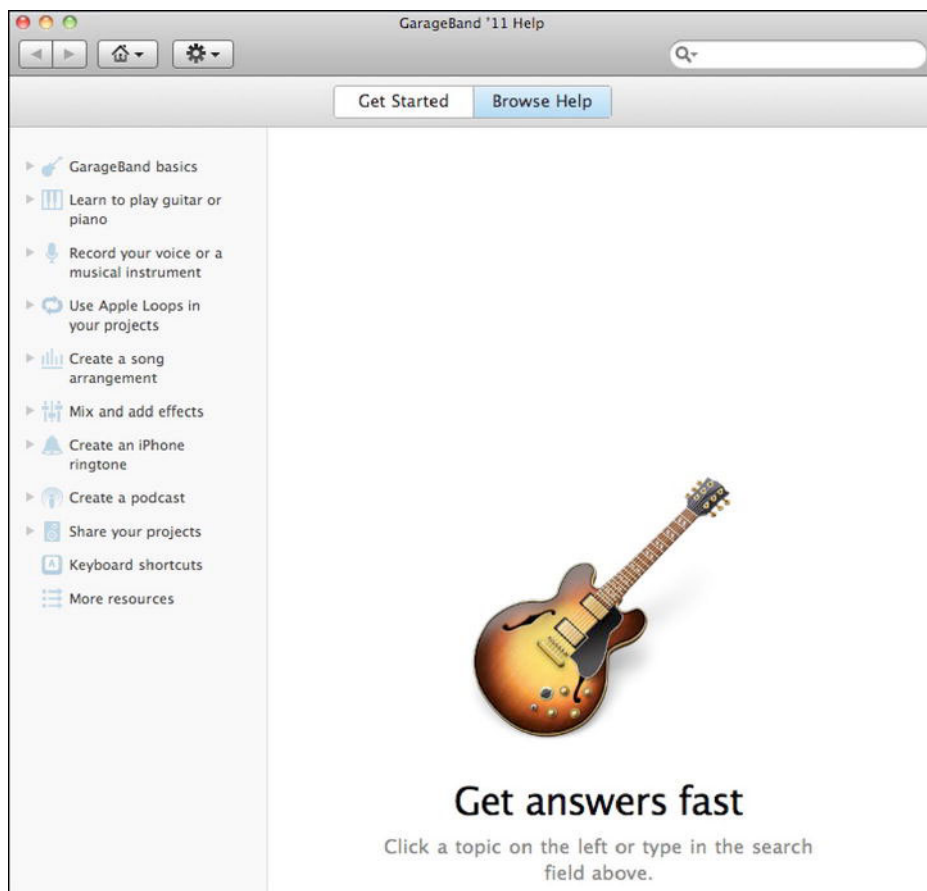 GarageBand '11 Help
Get Started
Browse Help
GarageBand basics
Learn to play guitar or
piano
Record your voice or a
musical instrument
Use Apple Loops in
your projects
Create a song
arrangement
Mix and add effects
Create an iPhone
ringtone
Create a podcast
Share your projects
A
Keyboard shortcuts
More resources
Get answers fast
Click a topic on the left or type in the search
field above.